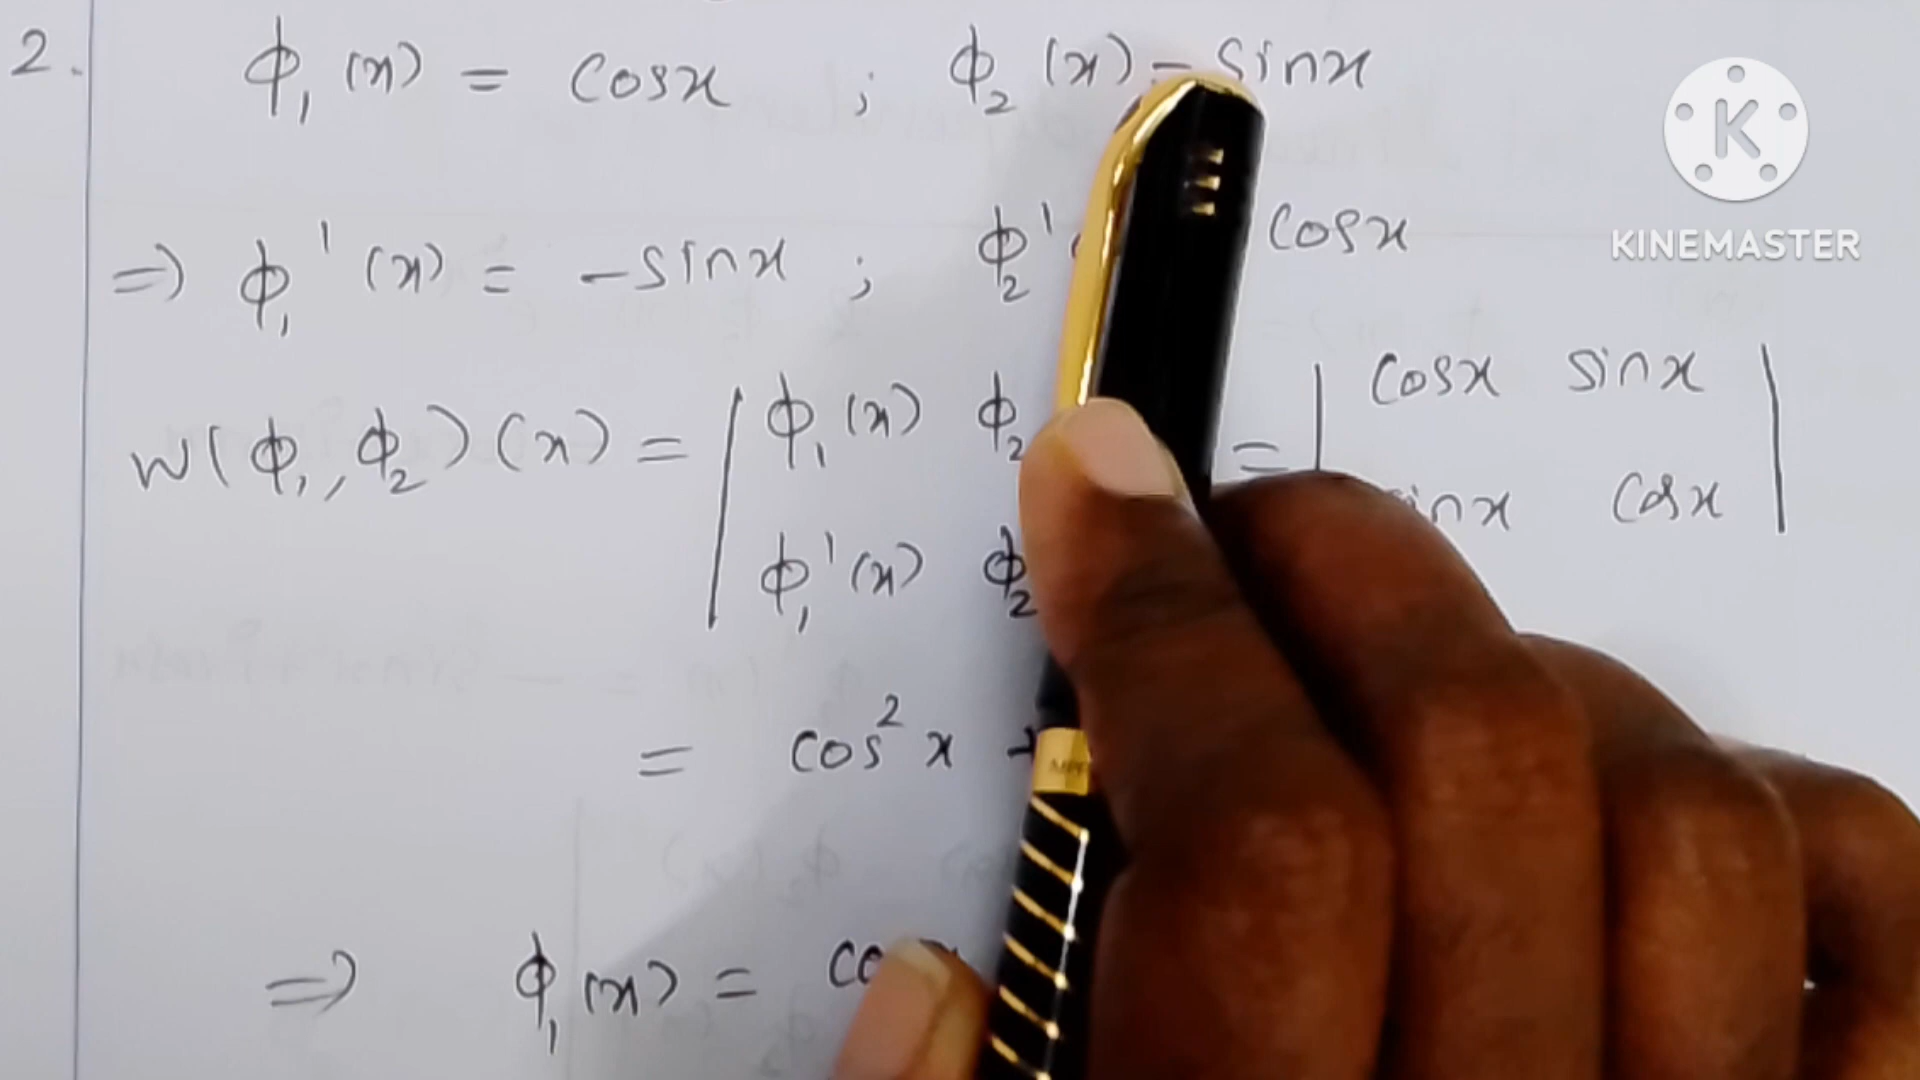 2. ϕ₁(x) = cosx ; ϕ₂(x) = sinx
=> ϕ₁'(x) = -sinx ; ϕ₂' cosx
W(ϕ₁, ϕ₂)(x) = | ϕ₁(x) ϕ₂ = | cosx sinx |
ϕ₁'(x) ϕ₂ inx cosx
= cos²x +
=> ϕ₁(x) = co
K
KINEMASTER